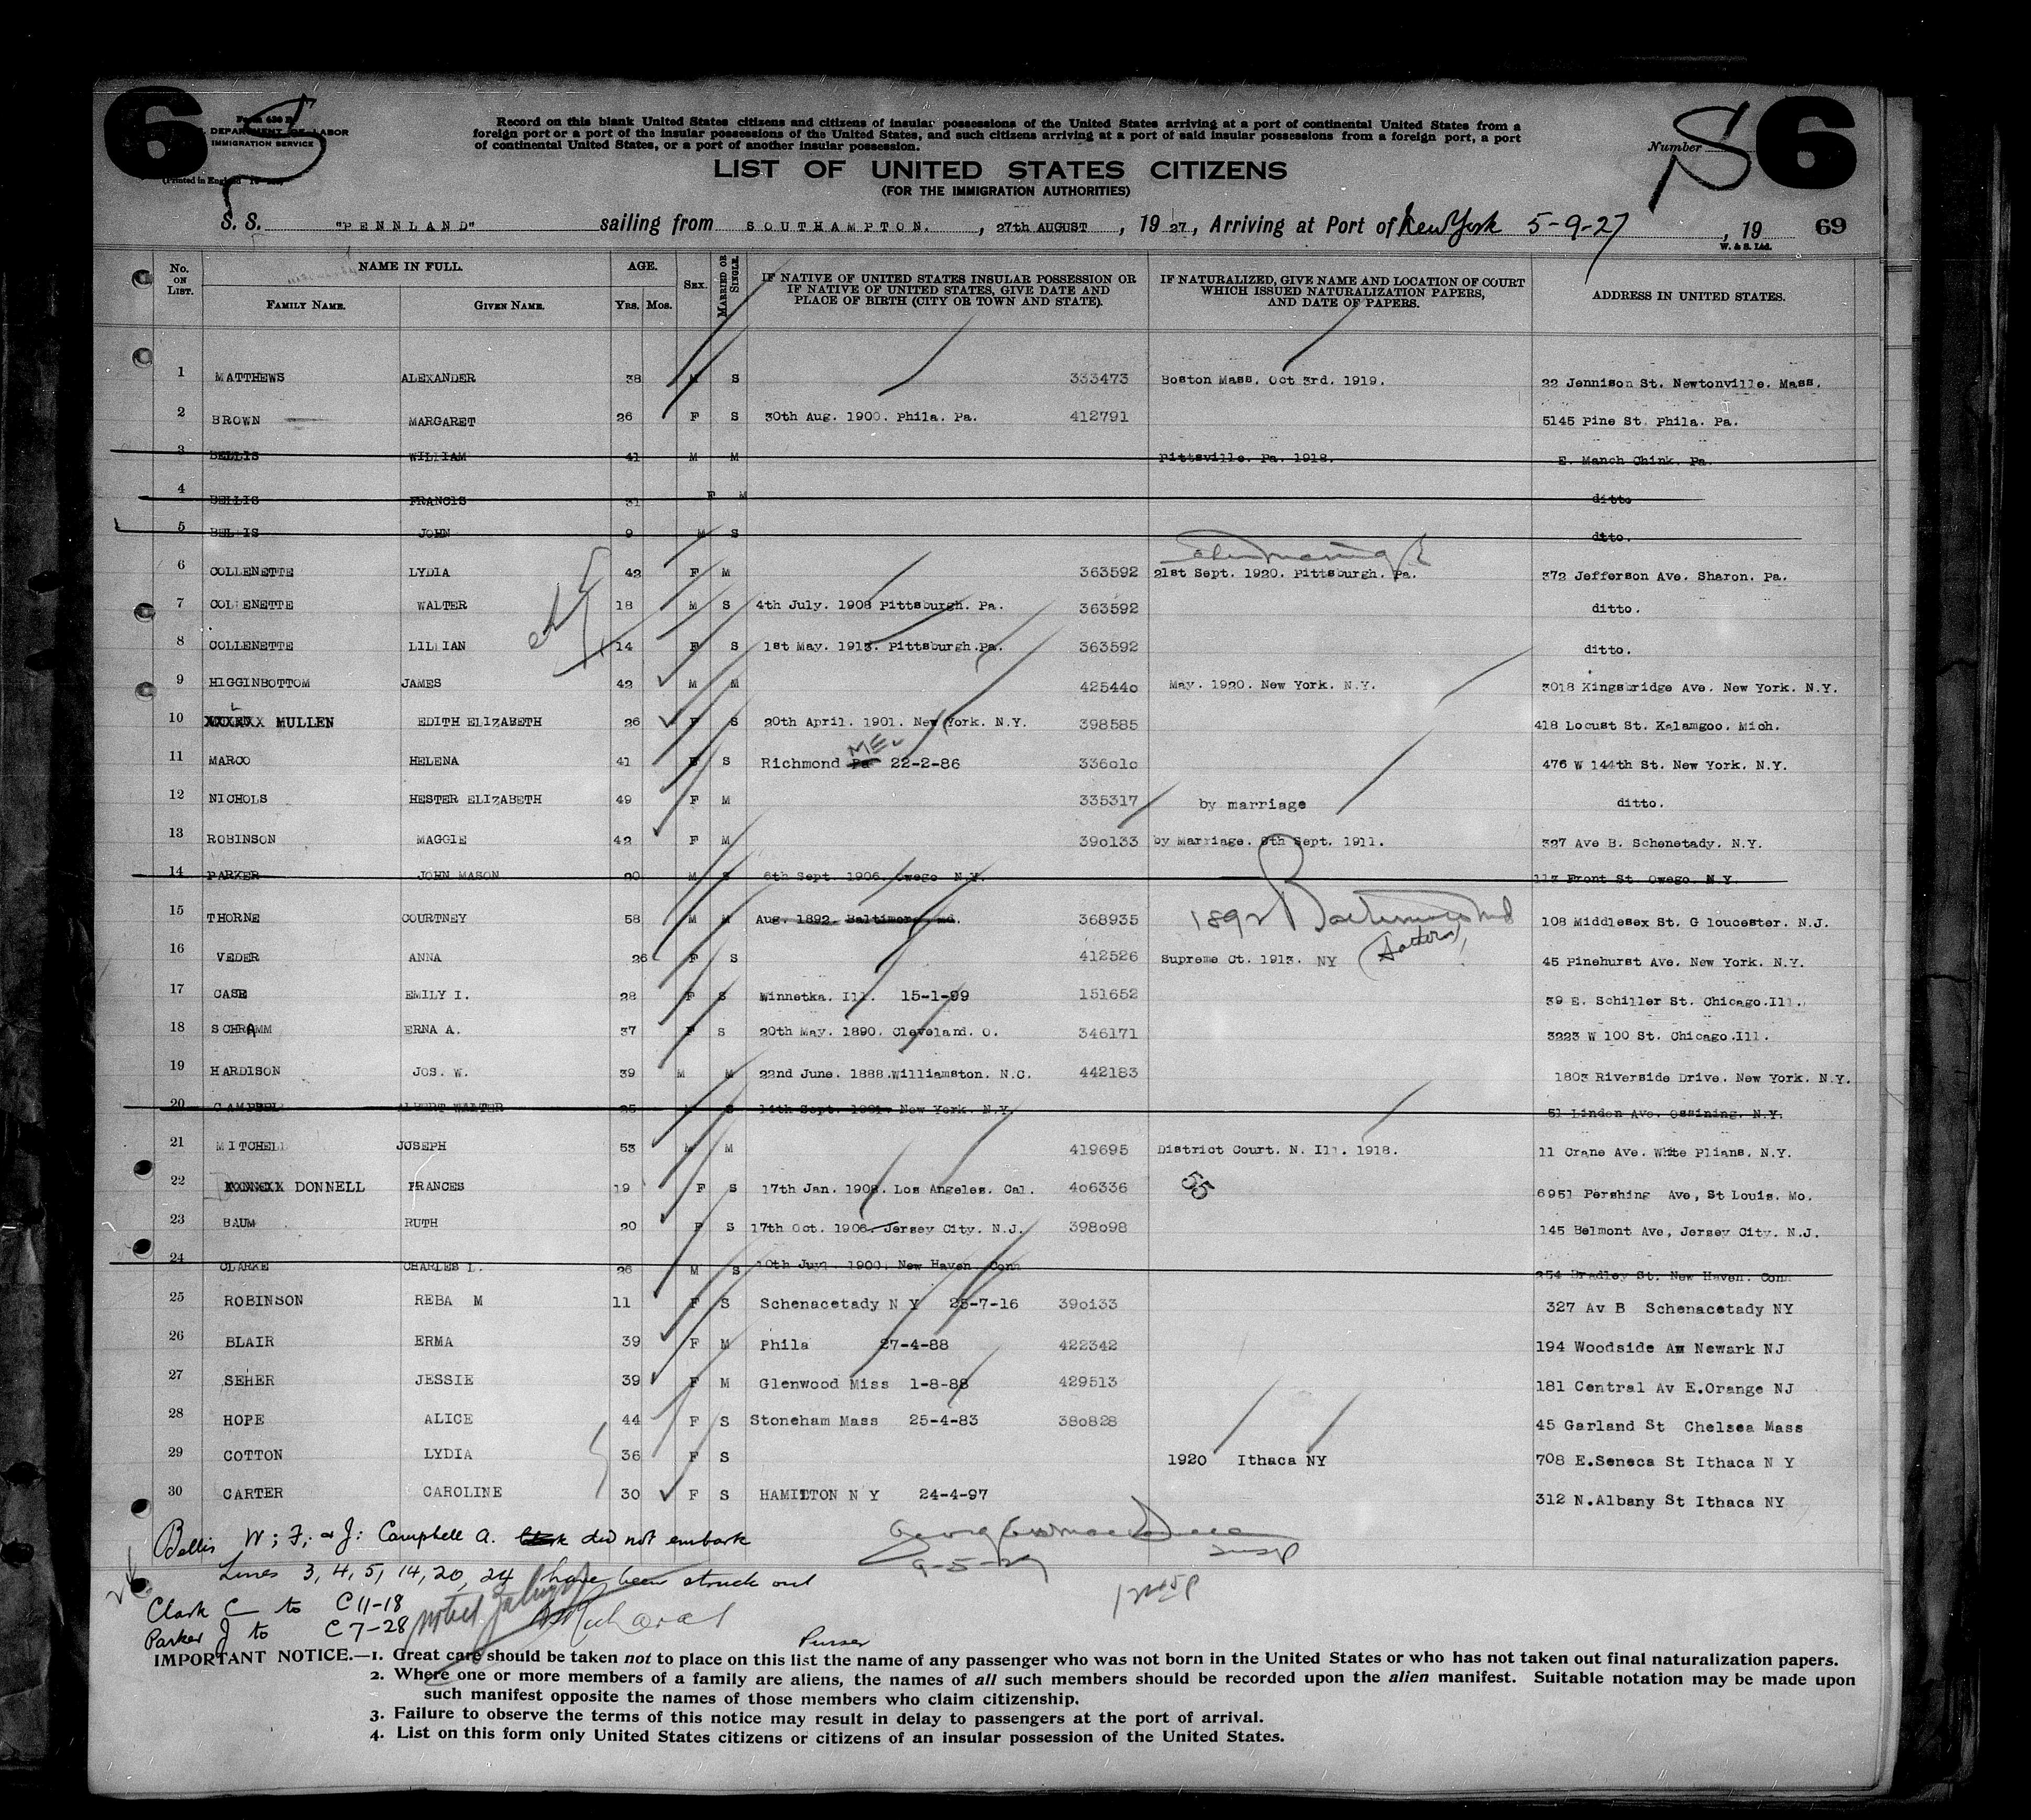 6
6
Form 630 B
DEPARTMENT OF LABOR
IMMIGRATION SERVICE
(Printed in England
Record on this blank United States citizens and citizens of insular possessions of the United States arriving at a port of continental United States from a
foreign port or a port of the insular possessions of the United States, and such citizens arriving at a port of said insular possessions from a foreign port, a port
of continental United States, or a port of another insular possession.
Number
LIST OF UNITED STATES CITIZENS
(FOR THE IMMIGRATION AUTHORITIES)
S. S. "PENNLAND" sailing from SOUTHAMPTON. , 27th AUGUST , 19 27, Arriving at Port of New York 5-9-27 , 19 69
W. & S. Ltd.
No. ON LIST. NAME IN FULL. FAMILY NAME. GIVEN NAME. AGE. Yrs. Mos. SEX. MARRIED OR SINGLE. IF NATIVE OF UNITED STATES INSULAR POSSESSION OR IF NATIVE OF UNITED STATES, GIVE DATE AND PLACE OF BIRTH (CITY OR TOWN AND STATE). IF NATURALIZED, GIVE NAME AND LOCATION OF COURT WHICH ISSUED NATURALIZATION PAPERS, AND DATE OF PAPERS. ADDRESS IN UNITED STATES.
1 MATTHEWS ALEXANDER 38 M S 333473 Boston Mass. Oct 3rd. 1919. 22 Jennison St. Newtonville. Mass.
2 BROWN MARGARET 26 F S 30th Aug. 1900. Phila. Pa. 412791 5145 Pine St. Phila. Pa.
3 BELLIS WILLIAM 41 M M Pittsville. Pa. 1918. E. Manch Chink. Pa.
4 BELLIS FRANCIS 31 F M ditto
5 BELLIS JOHN 9 M S ditto.
6 COLLENETTE LYDIA 42 F M 363592 21st Sept. 1920. Pittsburgh. Pa. 372 Jefferson Ave. Sharon. Pa.
7 COLLENETTE WALTER 18 M S 4th July. 1908 Pittsburgh. Pa. 363592 ditto.
8 COLLENETTE LILLIAN 14 F S 1st May. 1913. Pittsburgh.Pa. 363592 ditto.
9 HIGGINBOTTOM JAMES 42 M M 425440 May. 1920. New York. N.Y. 3018 Kingsbridge Ave. New York. N.Y.
10 MULLEN EDITH ELIZABETH 26 F S 20th April. 1901. New York. N.Y. 398585 418 Locust St. Kalamgoo. Mich.
11 MARCO HELENA 41 F S Richmond Pa ME. 22-2-86 336010 476 W 144th St. New York. N.Y.
12 NICHOLS HESTER ELIZABETH 49 F M 335317 by marriage ditto.
13 ROBINSON MAGGIE 42 F M 390133 by Marriage. 9th Sept. 1911. 327 Ave B. Schenetady. N.Y.
14 PARKER JOHN MASON 20 M S 6th Sept. 1906. Owego N.Y. 113 Front St. Owego. N.Y.
15 THORNE COURTNEY 58 M M Aug. 1892. Baltimore, Md. 368935 1892 Baltimore Md (Father) 108 Middlesex St. G loucester. N.J.
16 VEDER ANNA 26 F S 412526 Supreme Ct. 1913. NY 45 Pinehurst Ave. New York. N.Y.
17 CASE EMILY I. 28 F S Winnetka. Ill. 15-1-99 151652 39 E. Schiller St. Chicago.Ill.
18 SCHRAMM ERNA A. 37 F S 20th May. 1890. Cleveland. O. 346171 3223 W 100 St. Chicago.Ill.
19 HARDISON JOS. W. 39 M M 22nd June. 1888.Williamston. N.C. 442183 1803 Riverside Drive. New York. N.Y.
20 CAMPBELL ALBERT WALTER 25 M S 14th Sept. 1901. New York. N.Y. 51 Linden Ave. Ossining. N.Y.
21 MITCHELL JOSEPH 53 M M 419695 District Court. N. Ill. 1918. 11 Crane Ave. White Plians. N.Y.
22 DONNELL FRANCES 19 F S 17th Jan. 1908. Los Angeles. Cal. 406336 55 6951 Pershing Ave, St Louis. Mo.
23 BAUM RUTH 20 F S 17th Oct. 1906. Jersey City. N.J. 398098 145 Belmont Ave, Jersey City. N.J.
24 CLARKE CHARLES L. 26 M S 10th July. 1900. New Haven. Conn 254 Bradley St. New Haven. Conn
25 ROBINSON REBA M 11 F S Schenacetady N Y 25-7-16 390133 327 Av B Schenacetady NY
26 BLAIR ERMA 39 F M Phila 27-4-88 422342 194 Woodside Av Newark NJ
27 SEHER JESSIE 39 F M Glenwood Miss 1-8-88 429513 181 Central Av E.Orange NJ
28 HOPE ALICE 44 F S Stoneham Mass 25-4-83 380828 45 Garland St Chelsea Mass
29 COTTON LYDIA 36 F S 1920 Ithaca NY 708 E.Seneca St Ithaca N Y
30 CARTER CAROLINE 30 F S HAMILTON N Y 24-4-97 312 N.Albany St Ithaca NY
Bellis W; F; & J: Campbell A. did not embark
9-5-27
Lines 3, 4, 5, 14, 20, 24 have been struck out
Clark C to C 11-18
Parker J to C 7-28
Purser
IMPORTANT NOTICE.—1. Great care should be taken not to place on this list the name of any passenger who was not born in the United States or who has not taken out final naturalization papers.
2. Where one or more members of a family are aliens, the names of all such members should be recorded upon the alien manifest. Suitable notation may be made upon
such manifest opposite the names of those members who claim citizenship.
3. Failure to observe the terms of this notice may result in delay to passengers at the port of arrival.
4. List on this form only United States citizens or citizens of an insular possession of the United States.